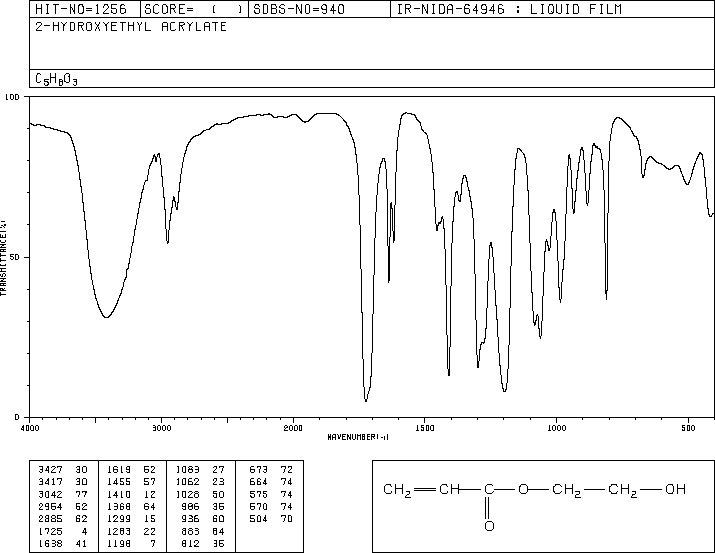 HIT-NO=1256 SCORE= ( ) SDBS-NO=940 IR-NIDA-64946 : LIQUID FILM
2-HYDROXYETHYL ACRYLATE
C5H8O3
100
50
0
TRANSMITTANCE(%)
4000 3000 2000 1500 1000 500
WAVENUMBER(-1)
3427 30 1619 52 1083 27 673 72
3417 30 1455 57 1062 23 664 74
3042 77 1410 12 1028 50 575 74
2954 52 1368 64 986 35 570 74
2885 62 1299 15 936 60 504 70
1725 4 1283 22 883 64
1638 41 1198 7 812 35
CH2 CH C O CH2 CH2 OH
O